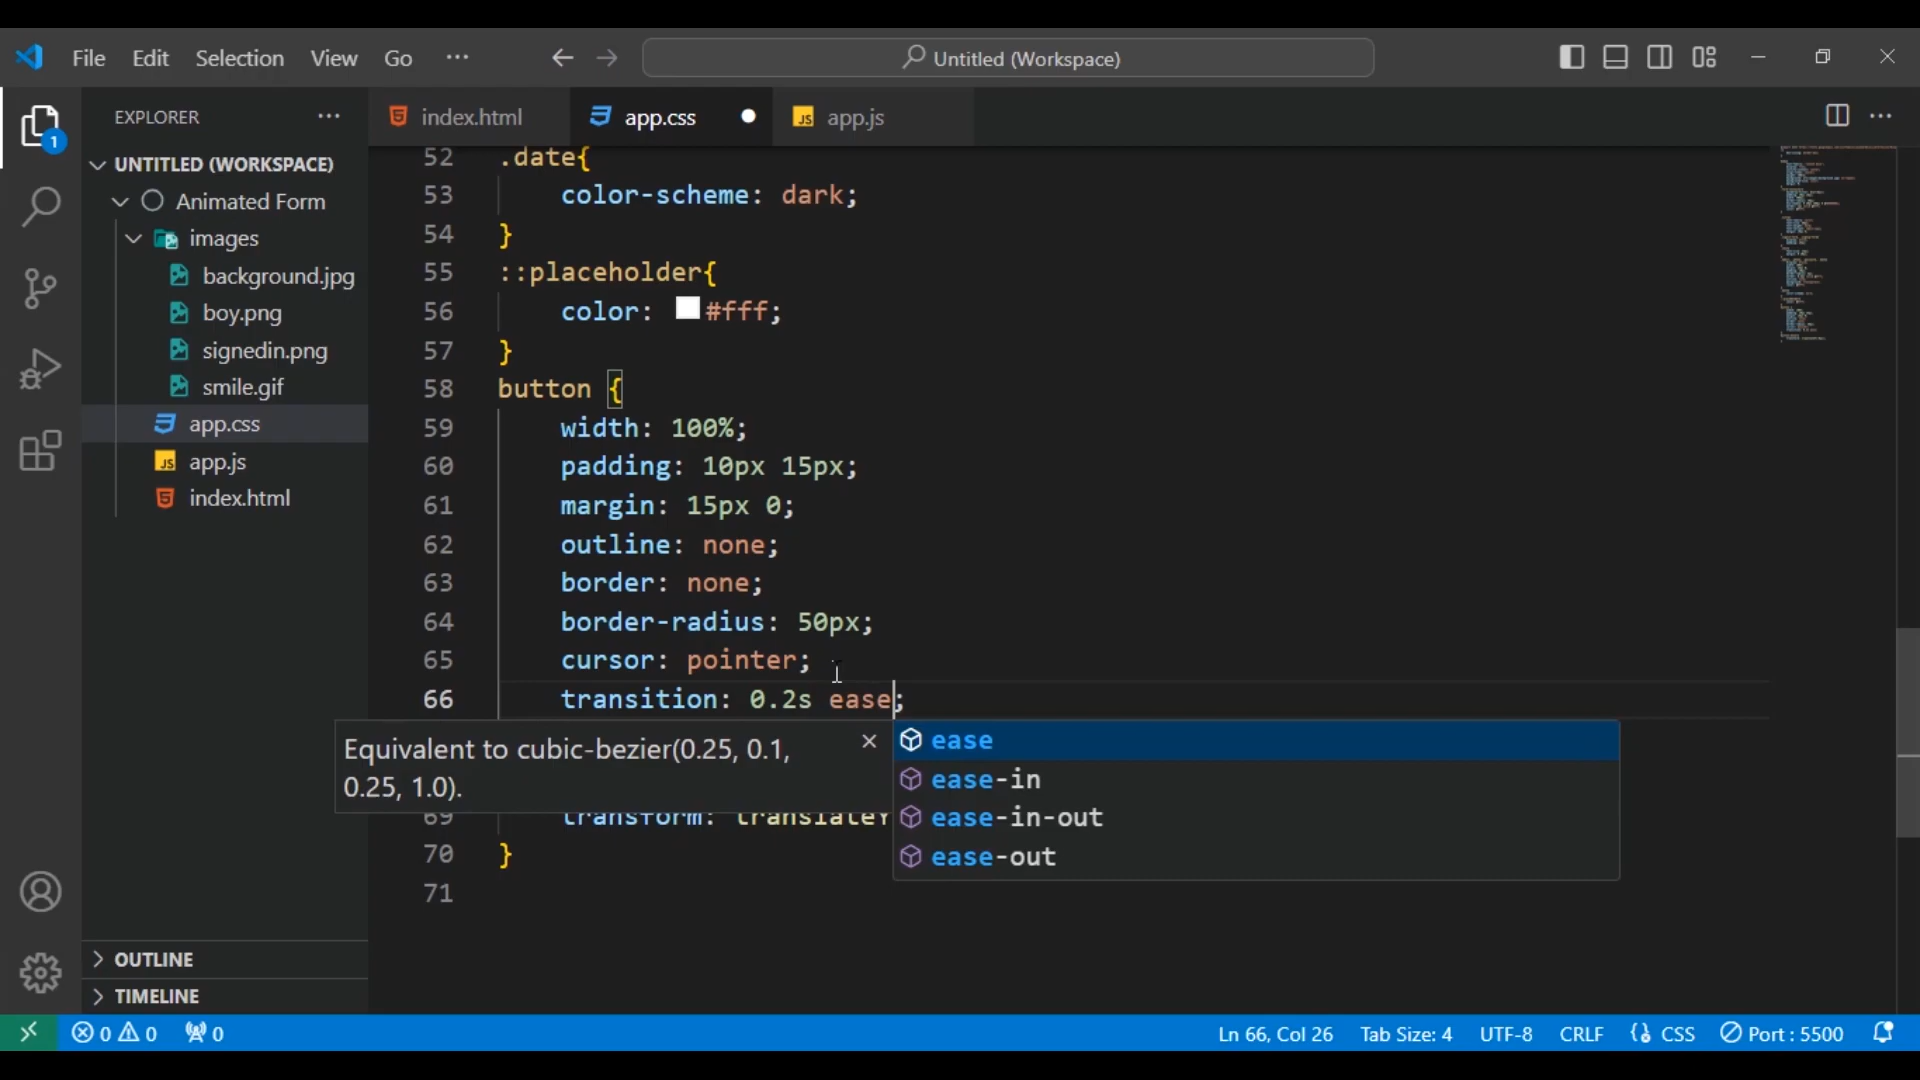 File Edit Selection View Go ··· Untitled (Workspace)
EXPLORER ···
index.html app.css app.js
UNTITLED (WORKSPACE)
Animated Form
images
background.jpg
boy.png
signedin.png
smile.gif
app.css
app.js
index.html
OUTLINE
TIMELINE
1
52 .date{
53 color-scheme: dark;
54 }
55 ::placeholder{
56 color: #fff;
57 }
58 button {
59 width: 100%;
60 padding: 10px 15px;
61 margin: 15px 0;
62 outline: none;
63 border: none;
64 border-radius: 50px;
65 cursor: pointer;
66 transition: 0.2s ease;
Equivalent to cubic-bezier(0.25, 0.1,
0.25, 1.0).
ease
ease-in
ease-in-out
ease-out
69 transform: translateY
70 }
71
0 0 0 Ln 66, Col 26 Tab Size: 4 UTF-8 CRLF CSS Port : 5500